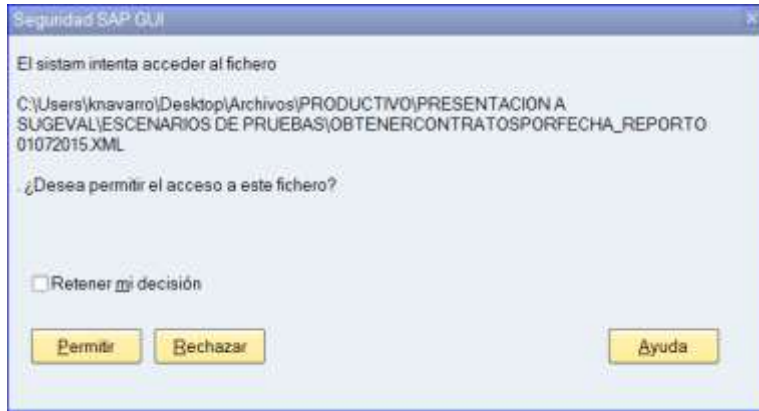 Seguridad SAP GUI
El sistam intenta acceder al fichero
C:\Users\knavarro\Desktop\Archivos\PRODUCTIVO\PRESENTACION A
SUGEVAL\ESCENARIOS DE PRUEBAS\OBTENERCONTRATOSPORFECHA_REPORTO
01072015.XML
. ¿Desea permitir el acceso a este fichero?
Retener mi decisión
Permitir Rechazar Ayuda